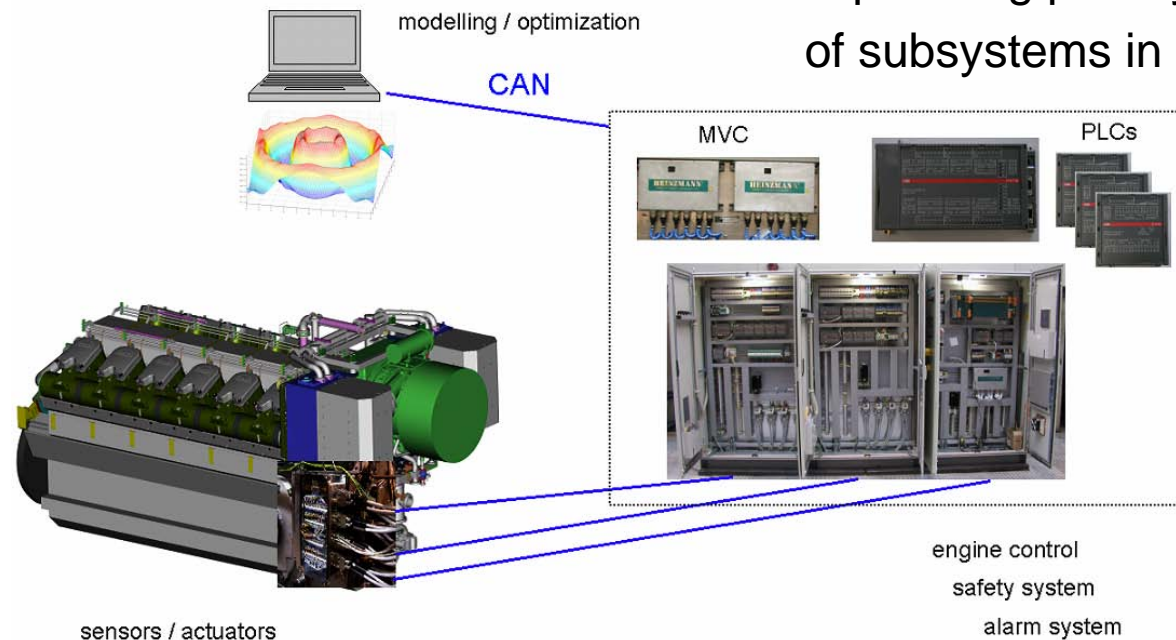 of subsystems in
modelling / optimization
CAN
MVC
PLCs
HEINZMANN HEINZMANN
engine control
safety system
alarm system
sensors / actuators